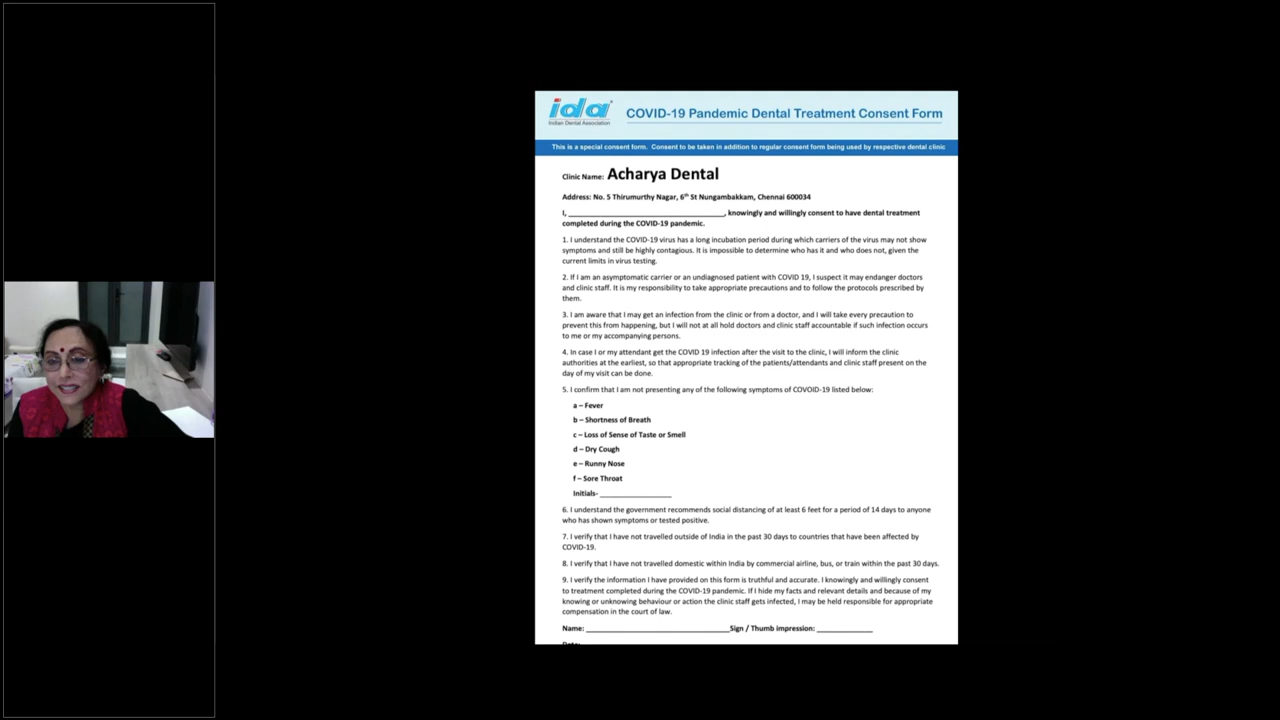 ida
Indian Dental Association
COVID-19 Pandemic Dental Treatment Consent Form
This is a special consent form. Consent to be taken in addition to regular consent form being used by respective dental clinic
Clinic Name: Acharya Dental
Address: No. 5 Thirumurthy Nagar, 6th St Nungambakkam, Chennai 600034
I, ______________________________, knowingly and willingly consent to have dental treatment
completed during the COVID-19 pandemic.
1. I understand the COVID-19 virus has a long incubation period during which carriers of the virus may not show
symptoms and still be highly contagious. It is impossible to determine who has it and who does not, given the
current limits in virus testing.
2. If I am an asymptomatic carrier or an undiagnosed patient with COVID 19, I suspect it may endanger doctors
and clinic staff. It is my responsibility to take appropriate precautions and to follow the protocols prescribed by
them.
3. I am aware that I may get an infection from the clinic or from a doctor, and I will take every precaution to
prevent this from happening, but I will not at all hold doctors and clinic staff accountable if such infection occurs
to me or my accompanying persons.
4. In case I or my attendant get the COVID 19 infection after the visit to the clinic, I will inform the clinic
authorities at the earliest, so that appropriate tracking of the patients/attendants and clinic staff present on the
day of my visit can be done.
5. I confirm that I am not presenting any of the following symptoms of COVOID-19 listed below:
a – Fever
b – Shortness of Breath
c – Loss of Sense of Taste or Smell
d – Dry Cough
e – Runny Nose
f – Sore Throat
Initials- ______________
6. I understand the government recommends social distancing of at least 6 feet for a period of 14 days to anyone
who has shown symptoms or tested positive.
7. I verify that I have not travelled outside of India in the past 30 days to countries that have been affected by
COVID-19.
8. I verify that I have not travelled domestic within India by commercial airline, bus, or train within the past 30 days.
9. I verify the information I have provided on this form is truthful and accurate. I knowingly and willingly consent
to treatment completed during the COVID-19 pandemic. If I hide my facts and relevant details and because of my
knowing or unknowing behaviour or action the clinic staff gets infected, I may be held responsible for appropriate
compensation in the court of law.
Name: ____________________________Sign / Thumb impression: ___________
Date: